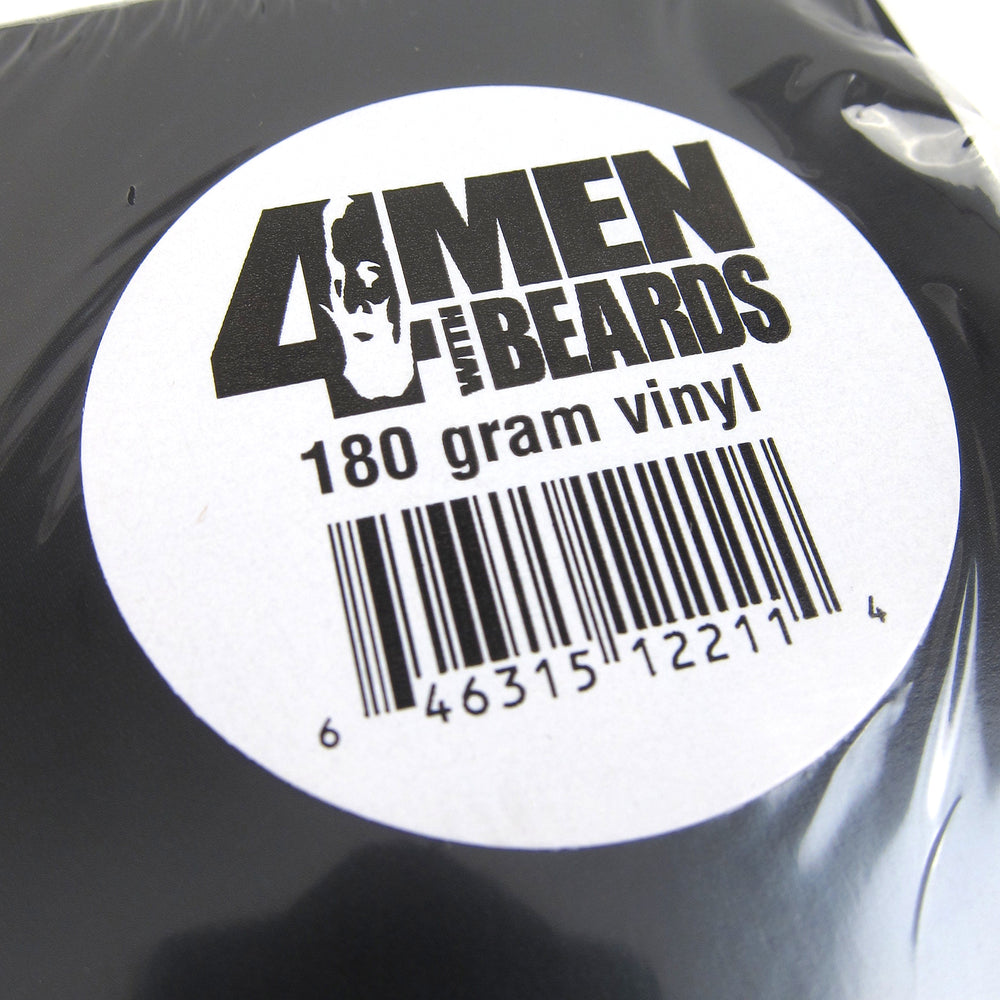 4 MEN
WITH BEARDS
180 gram vinyl
6 46315 12211 4